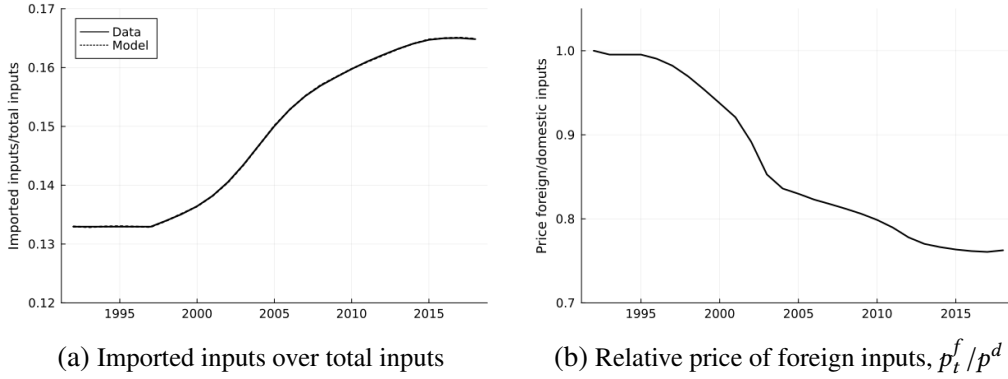 0.17
0.16
0.15
0.14
0.13
0.12
Imported inputs/total inputs
Data
Model
1995 2000 2005 2010 2015
(a) Imported inputs over total inputs
1.0
0.9
0.8
0.7
Price foreign/domestic inputs
1995 2000 2005 2010 2015
(b) Relative price of foreign inputs, p_t^f/p^d